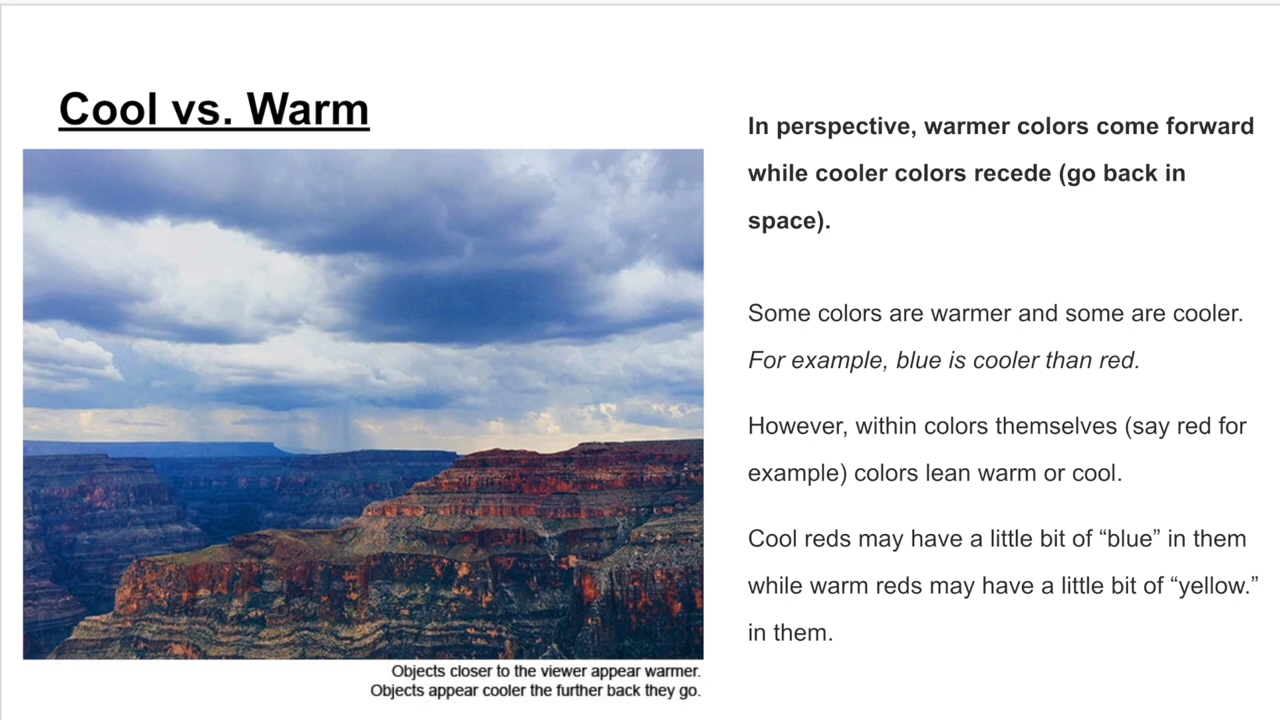 Cool vs. Warm
In perspective, warmer colors come forward
while cooler colors recede (go back in
space).
Some colors are warmer and some are cooler.
For example, blue is cooler than red.
However, within colors themselves (say red for
example) colors lean warm or cool.
Cool reds may have a little bit of “blue” in them
while warm reds may have a little bit of “yellow.”
in them.
Objects closer to the viewer appear warmer.
Objects appear cooler the further back they go.